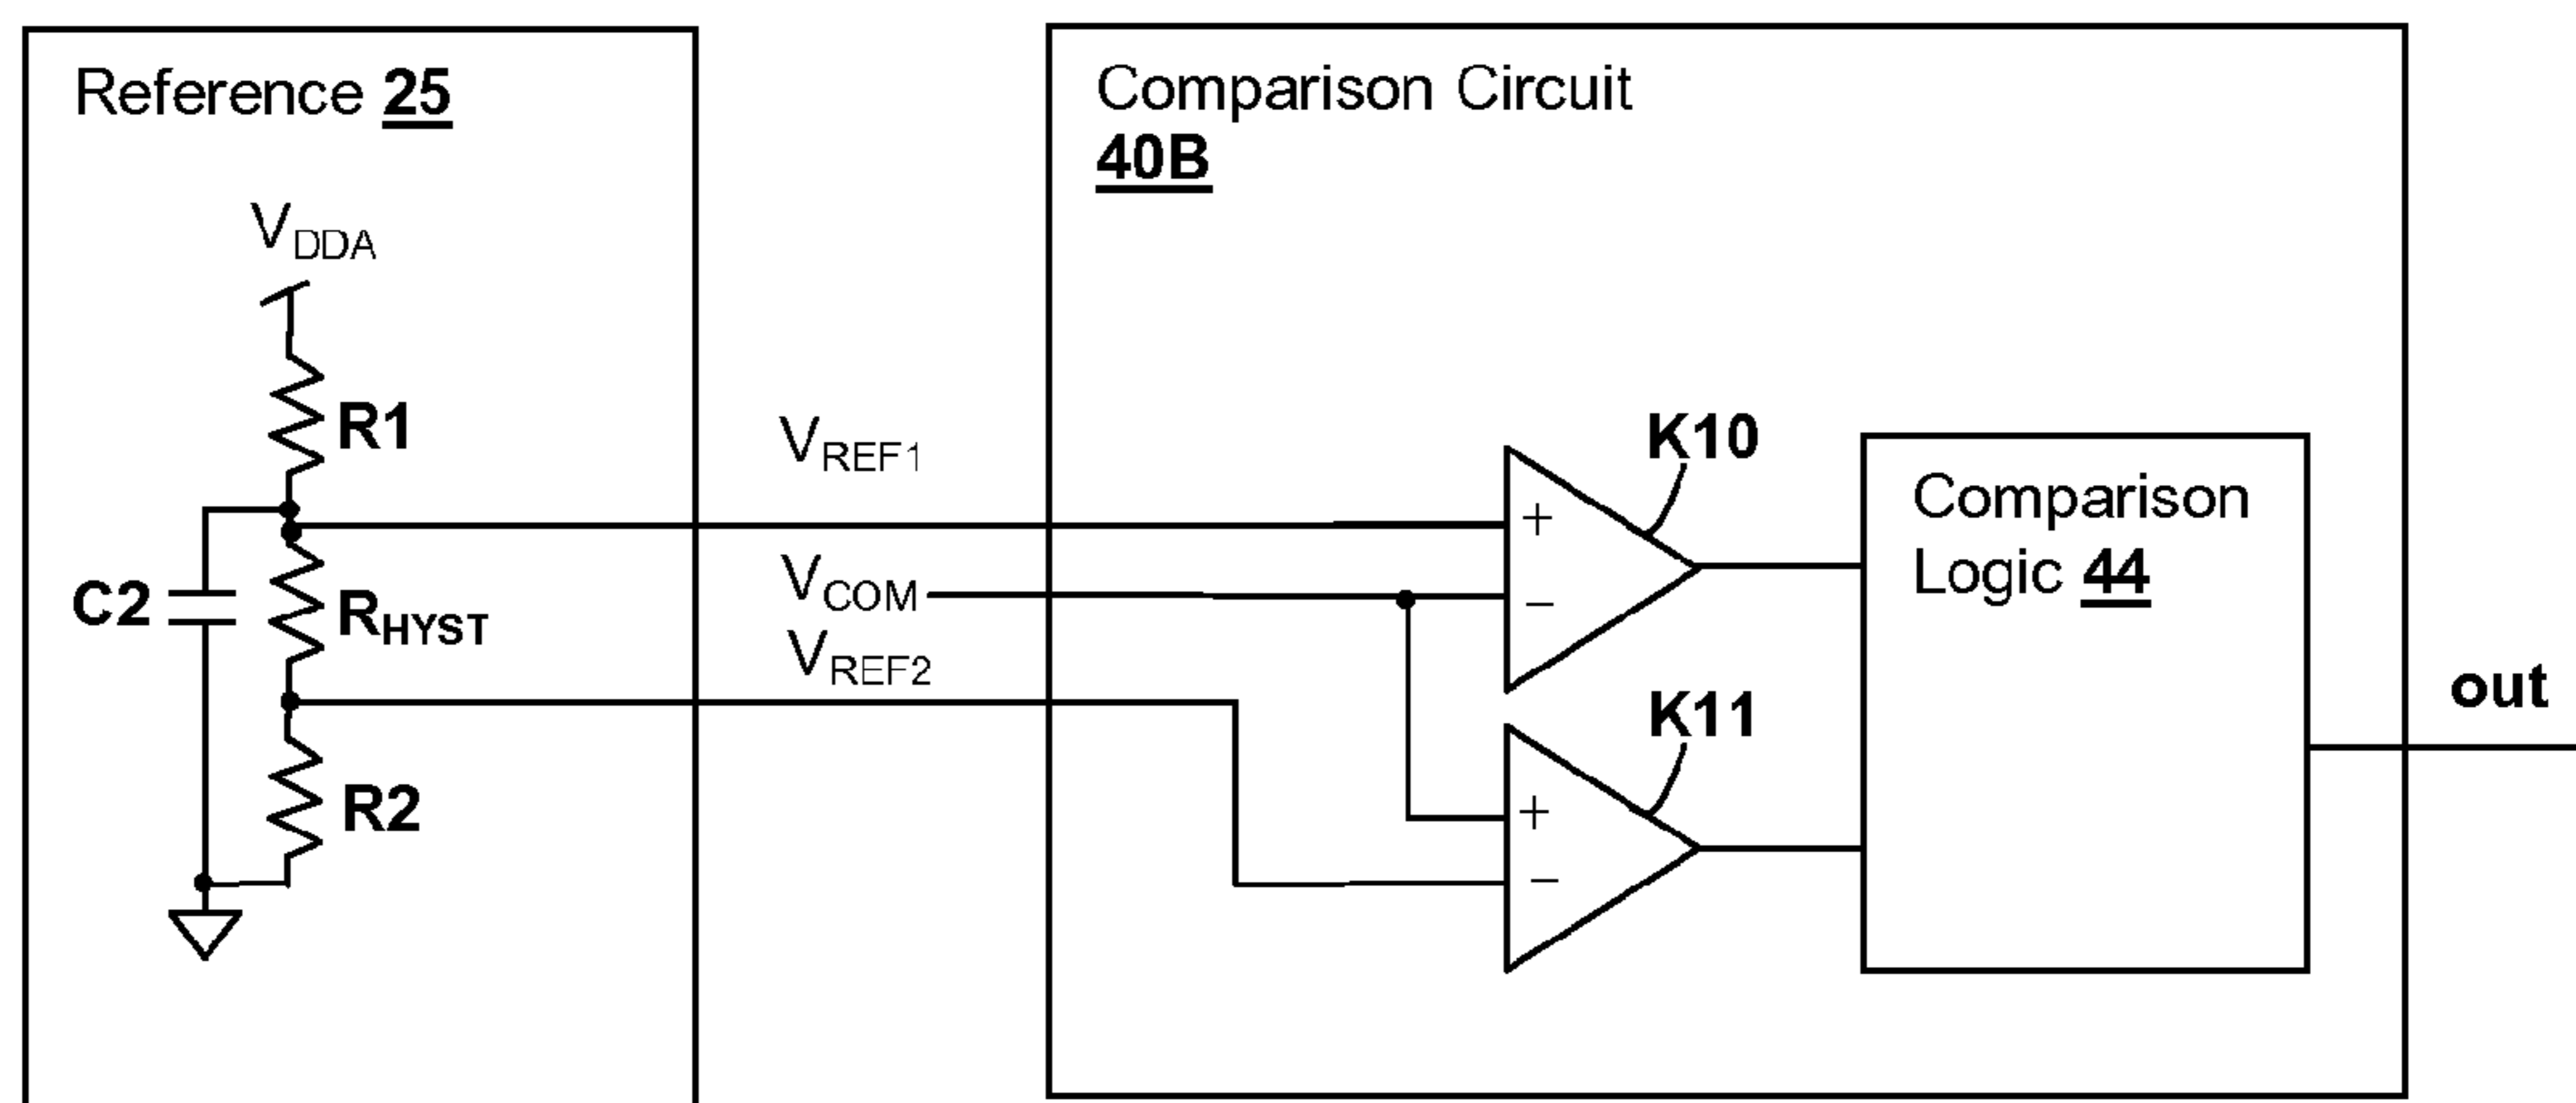 Reference 25
Comparison Circuit
40B
VDDA
R1
C2
RHYST
R2
VREF1
VCOM
VREF2
+
−
K10
+
−
K11
Comparison
Logic 44
out